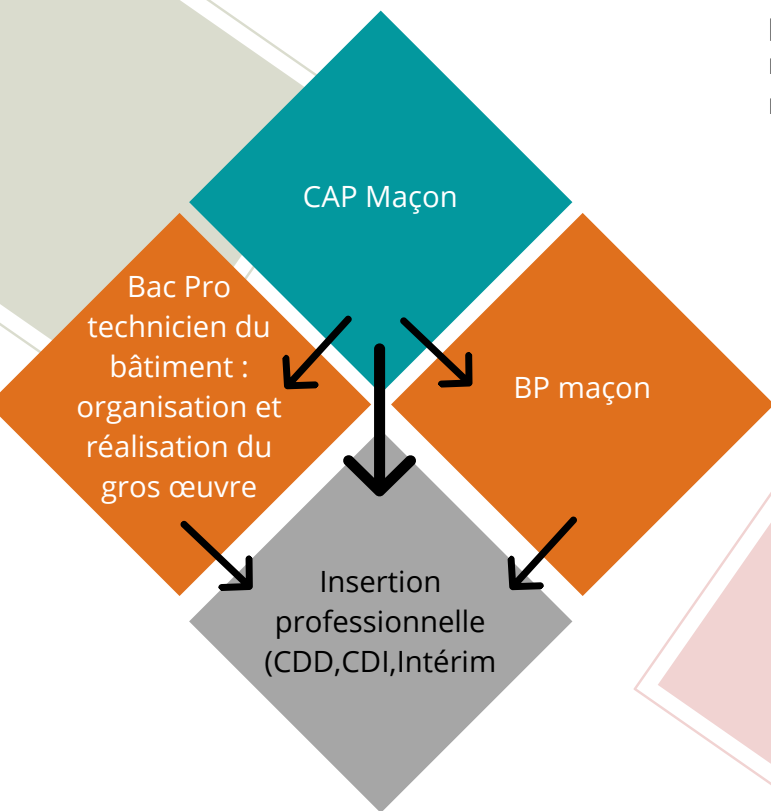 CAP Maçon
Bac Pro
technicien du
bâtiment :
organisation et
réalisation du
gros œuvre
BP maçon
Insertion
professionnelle
(CDD,CDI,Intérim